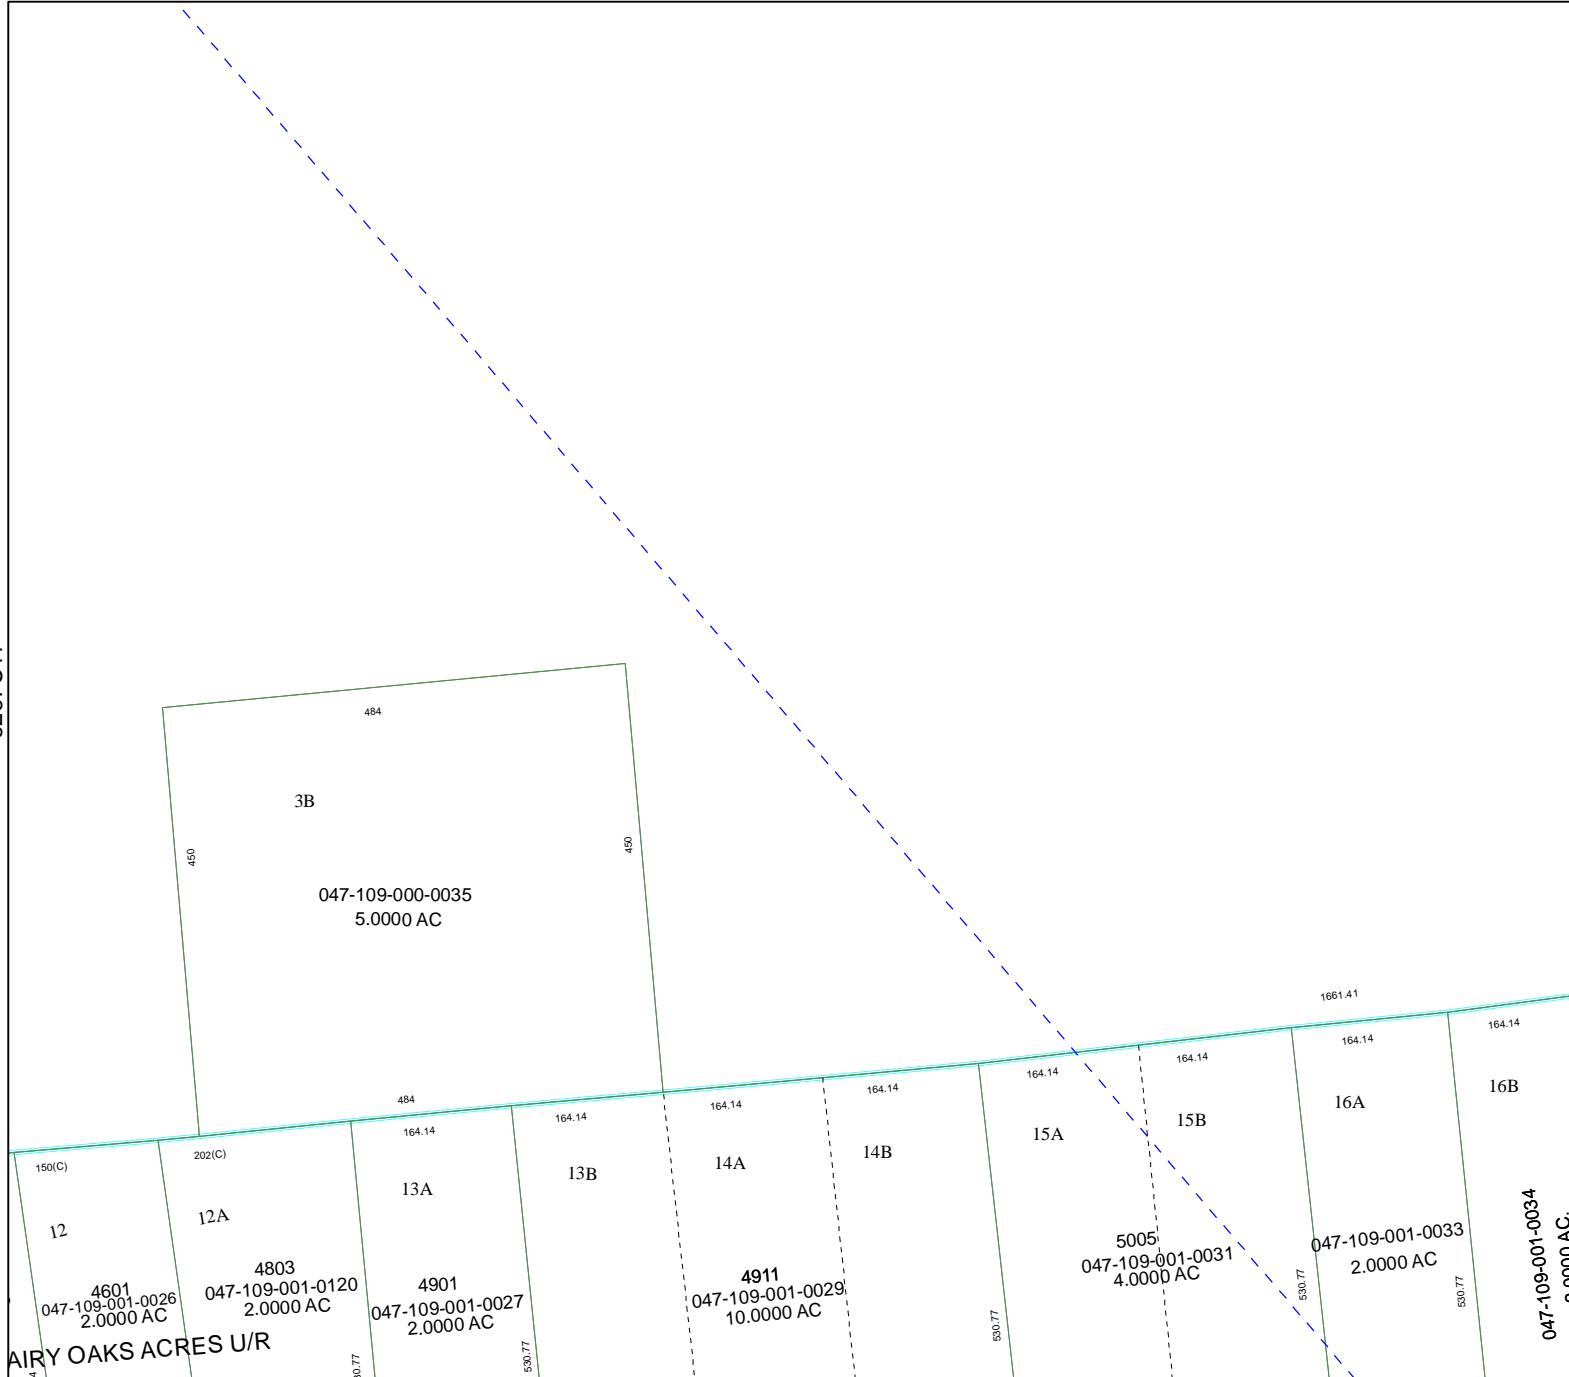 484
3B
450
450
047-109-000-0035
5.0000 AC
1661.41
484
164.14
164.14
164.14
164.14
164.14
164.14
164.14
164.14
150(C)
202(C)
12
12A
13A
13B
14A
14B
15A
15B
16A
16B
4601
047-109-001-0026
2.0000 AC
4803
047-109-001-0120
2.0000 AC
4901
047-109-001-0027
2.0000 AC
4911
047-109-001-0029
10.0000 AC
5005
047-109-001-0031
4.0000 AC
047-109-001-0033
2.0000 AC
047-109-001-0034
530.77
530.77
530.77
530.77
30.77
AIRY OAKS ACRES U/R